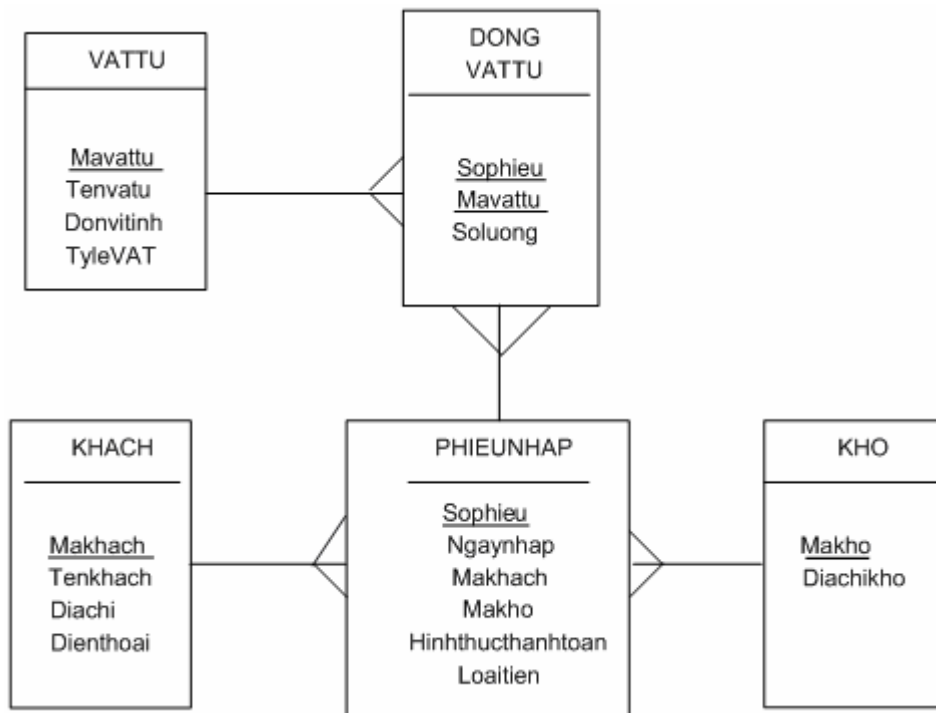 VATTU
Mavattu
Tenvatu
Donvitinh
TyleVAT
DONG
VATTU
Sophieu
Mavattu
Soluong
KHACH
Makhach
Tenkhach
Diachi
Dienthoai
PHIEUNHAP
Sophieu
Ngaynhap
Makhach
Makho
Hinhthucthanhtoan
Loaitien
KHO
Makho
Diachikho